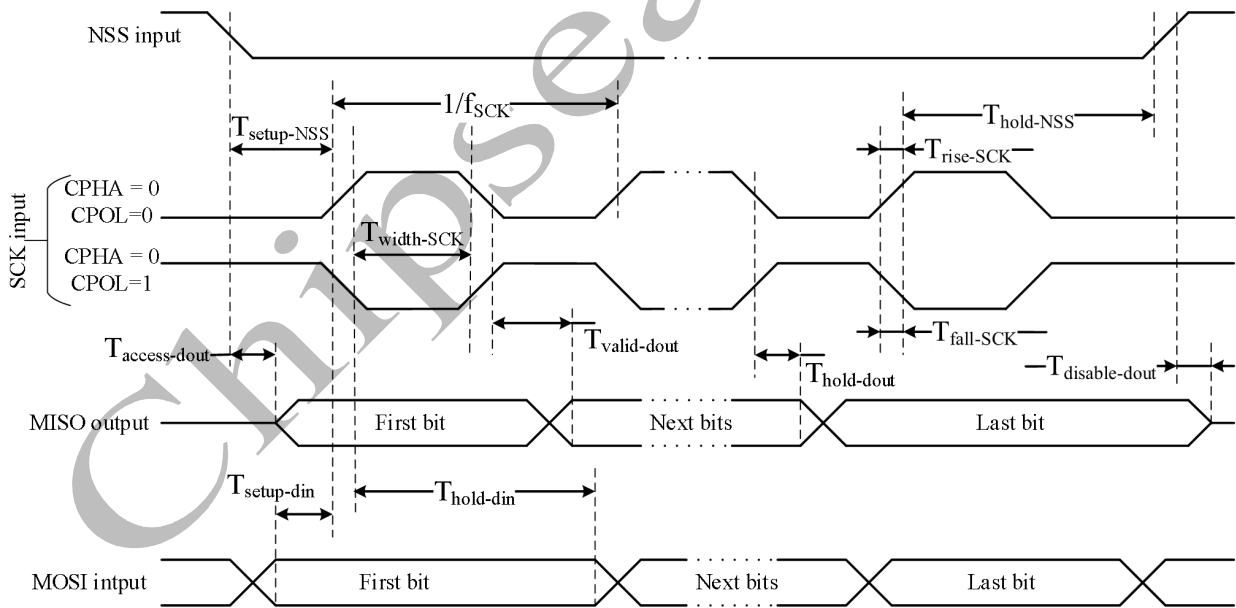 NSS input
1/fSCK
Tsetup-NSS
Thold-NSS
Trise-SCK
SCK input
CPHA = 0
CPOL=0
Twidth-SCK
CPHA = 0
CPOL=1
Tvalid-dout
Tfall-SCK
Taccess-dout
Thold-dout
Tdisable-dout
MISO output
First bit
Next bits
Last bit
Tsetup-din
Thold-din
MOSI intput
First bit
Next bits
Last bit
Chipsea